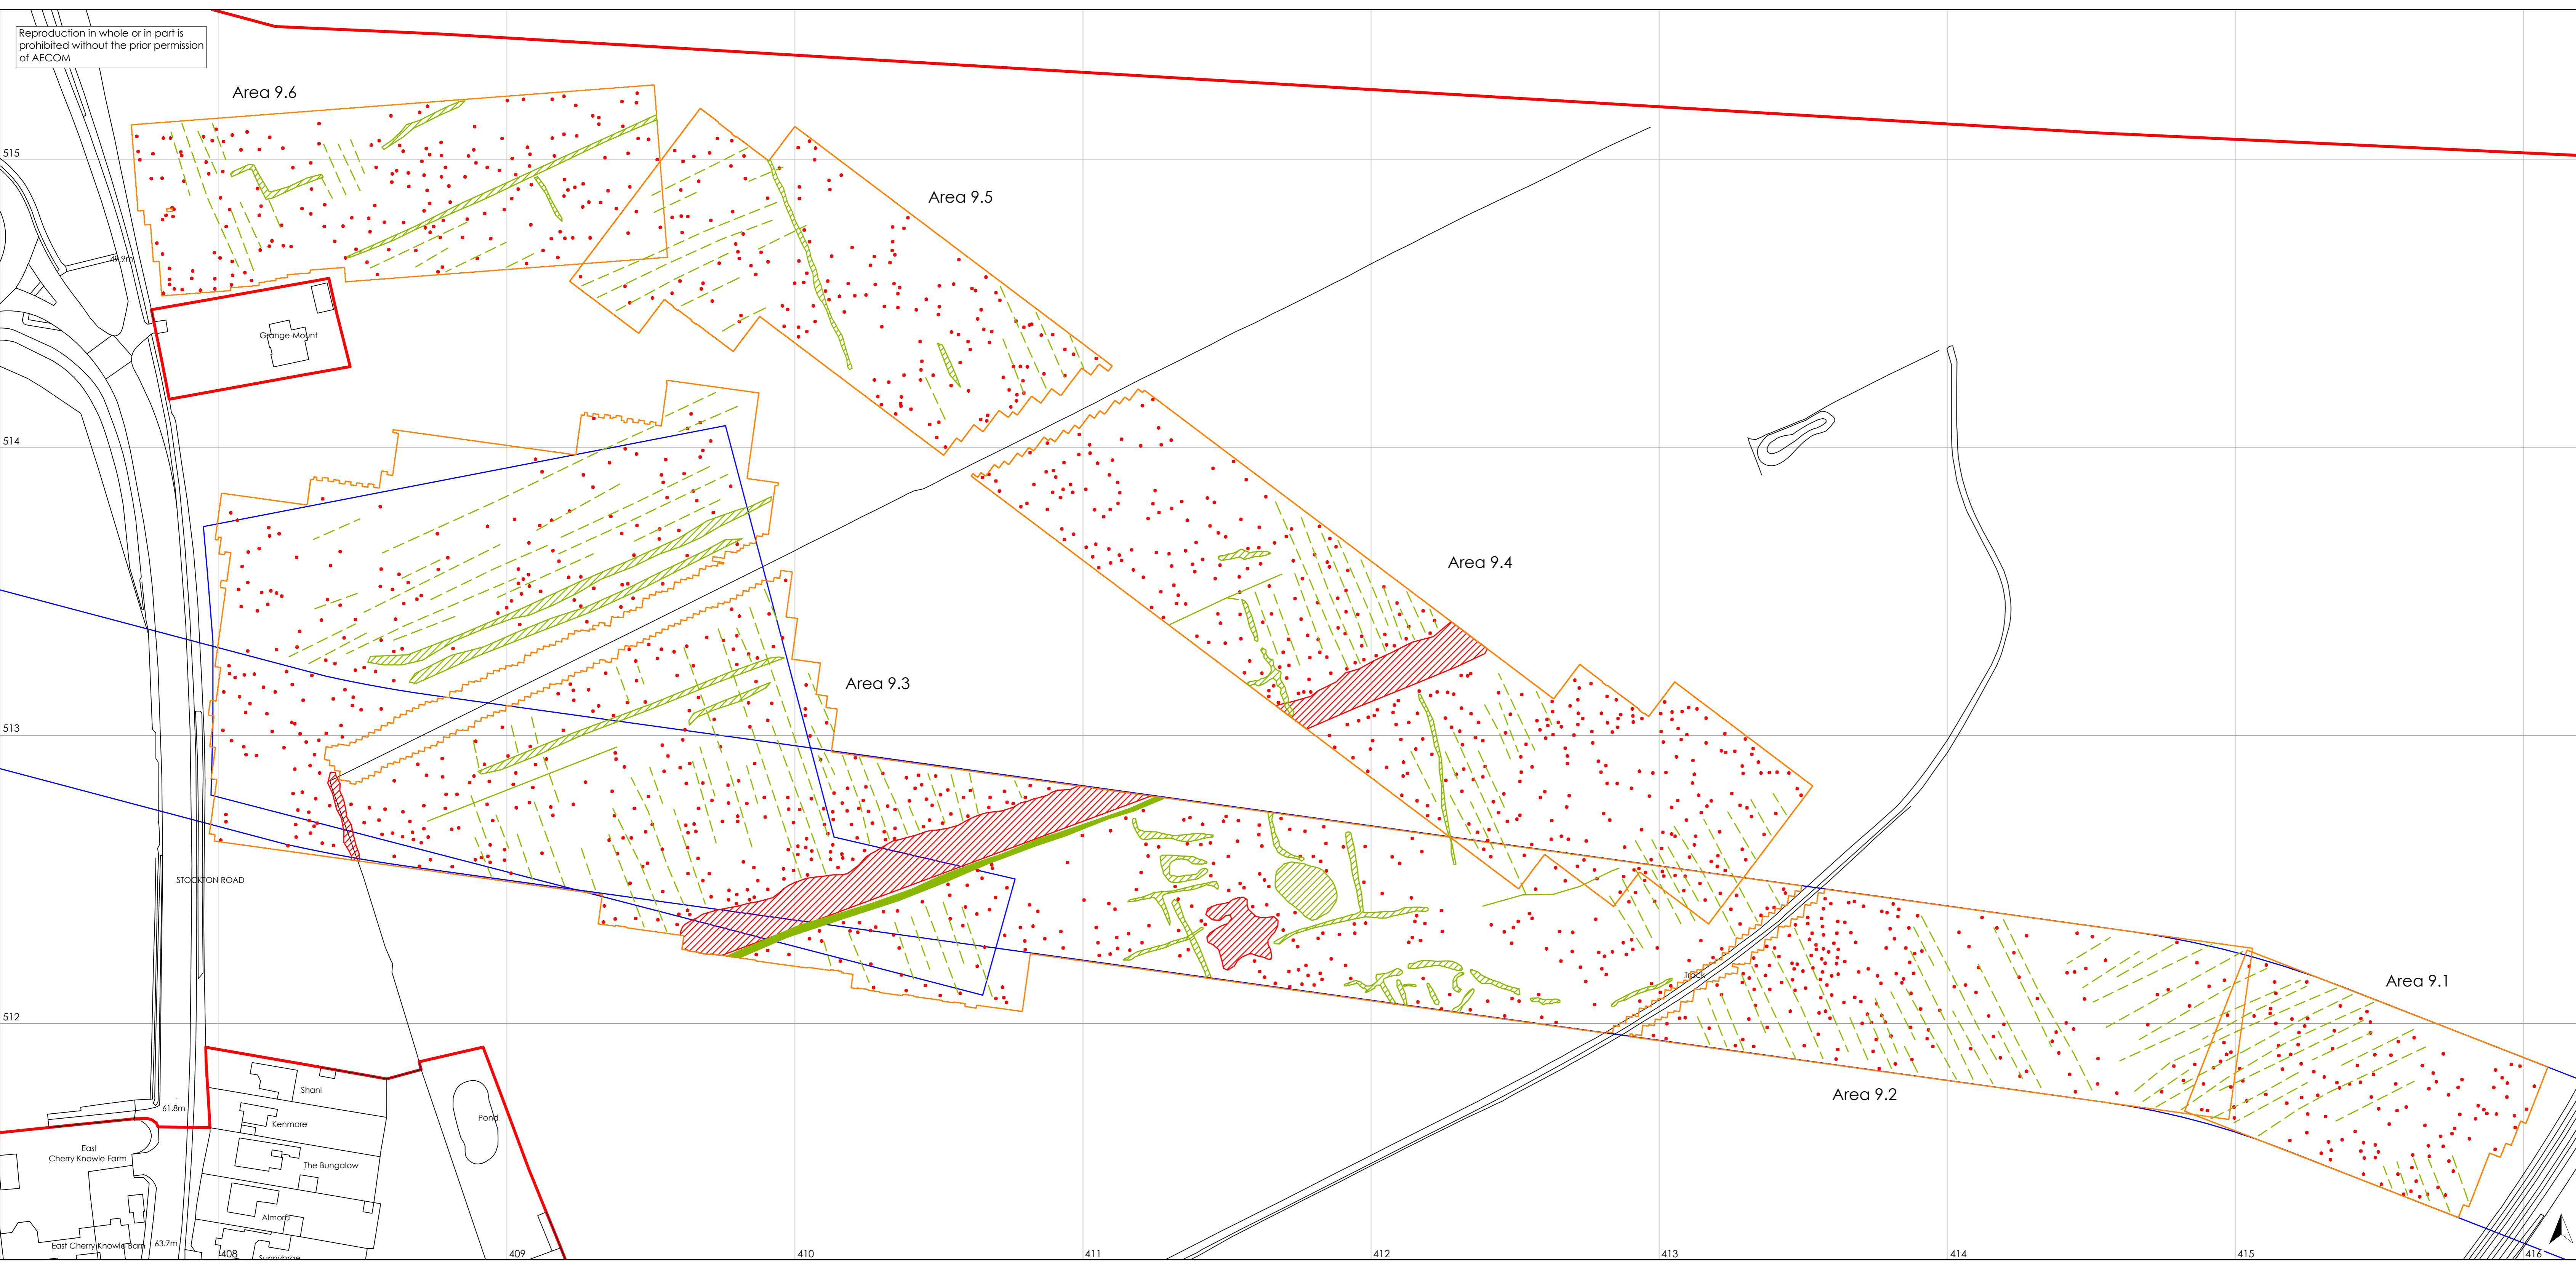 Reproduction in whole or in part is
prohibited without the prior permission
of AECOM
Area 9.6
515
Area 9.5
49.9m
Grange-Mount
514
Area 9.4
Area 9.3
513
STOCKTON ROAD
Track
Area 9.1
512
Area 9.2
Shani
61.8m
Pond
Kenmore
East
Cherry Knowle Farm
The Bungalow
Almora
East Cherry Knowle Barn
63.7m
Sunnybrae
408
409
410
411
412
413
414
415
416